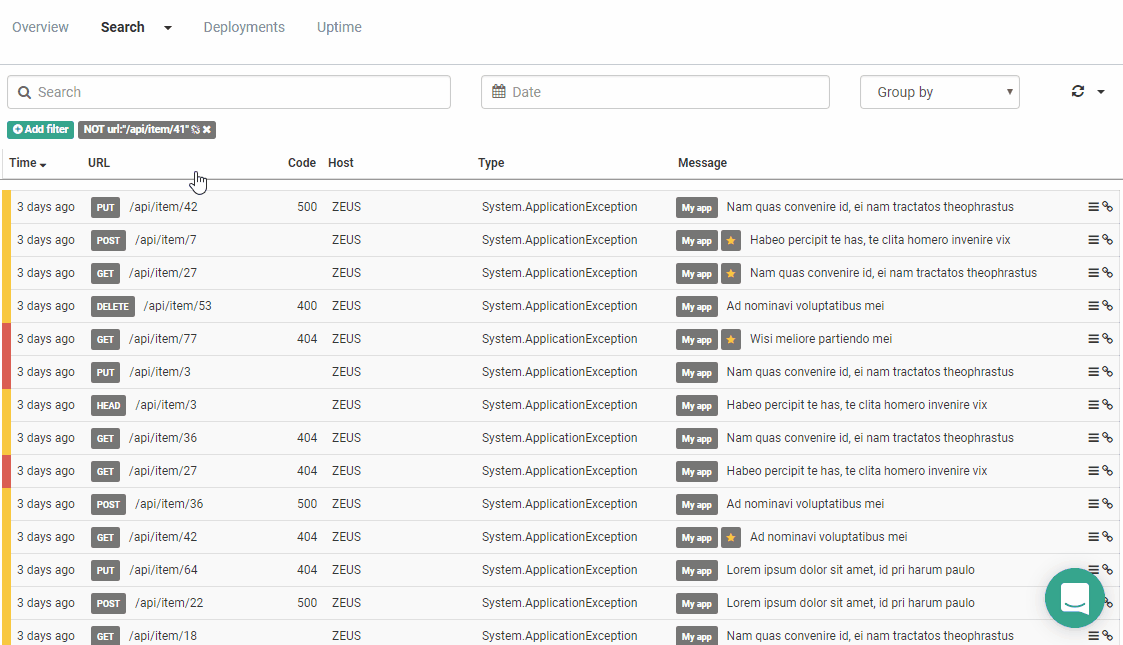 Overview Search Deployments Uptime
Search Date Group by
Add filter NOT url:"/api/item/41"
Time URL Code Host Type Message
3 days ago PUT /api/item/42 500 ZEUS System.ApplicationException My app Nam quas convenire id, ei nam tractatos theophrastus
3 days ago POST /api/item/7 ZEUS System.ApplicationException My app Habeo percipit te has, te clita homero invenire vix
3 days ago GET /api/item/27 ZEUS System.ApplicationException My app Nam quas convenire id, ei nam tractatos theophrastus
3 days ago DELETE /api/item/53 400 ZEUS System.ApplicationException My app Ad nominavi voluptatibus mei
3 days ago GET /api/item/77 404 ZEUS System.ApplicationException My app Wisi meliore partiendo mei
3 days ago PUT /api/item/3 ZEUS System.ApplicationException My app Nam quas convenire id, ei nam tractatos theophrastus
3 days ago HEAD /api/item/3 ZEUS System.ApplicationException My app Habeo percipit te has, te clita homero invenire vix
3 days ago GET /api/item/36 404 ZEUS System.ApplicationException My app Nam quas convenire id, ei nam tractatos theophrastus
3 days ago GET /api/item/27 404 ZEUS System.ApplicationException My app Habeo percipit te has, te clita homero invenire vix
3 days ago POST /api/item/36 500 ZEUS System.ApplicationException My app Ad nominavi voluptatibus mei
3 days ago GET /api/item/42 404 ZEUS System.ApplicationException My app Ad nominavi voluptatibus mei
3 days ago PUT /api/item/64 404 ZEUS System.ApplicationException My app Lorem ipsum dolor sit amet, id pri harum paulo
3 days ago POST /api/item/22 500 ZEUS System.ApplicationException My app Lorem ipsum dolor sit amet, id pri harum paulo
3 days ago GET /api/item/18 ZEUS System.ApplicationException My app Nam quas convenire id, ei nam tractatos theophrastus